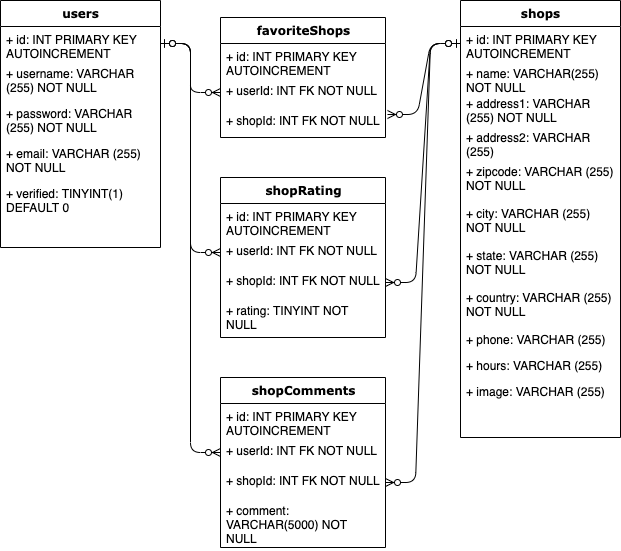 users
+ id: INT PRIMARY KEY
AUTOINCREMENT
+ username: VARCHAR
(255) NOT NULL
+ password: VARCHAR
(255) NOT NULL
+ email: VARCHAR (255)
NOT NULL
+ verified: TINYINT(1)
DEFAULT 0
favoriteShops
+ id: INT PRIMARY KEY
AUTOINCREMENT
+ userId: INT FK NOT NULL
+ shopId: INT FK NOT NULL
shopRating
+ id: INT PRIMARY KEY
AUTOINCREMENT
+ userId: INT FK NOT NULL
+ shopId: INT FK NOT NULL
+ rating: TINYINT NOT
NULL
shopComments
+ id: INT PRIMARY KEY
AUTOINCREMENT
+ userId: INT FK NOT NULL
+ shopId: INT FK NOT NULL
+ comment:
VARCHAR(5000) NOT
NULL
shops
+ id: INT PRIMARY KEY
AUTOINCREMENT
+ name: VARCHAR(255)
NOT NULL
+ address1: VARCHAR
(255) NOT NULL
+ address2: VARCHAR
(255)
+ zipcode: VARCHAR (255)
NOT NULL
+ city: VARCHAR (255)
NOT NULL
+ state: VARCHAR (255)
NOT NULL
+ country: VARCHAR (255)
NOT NULL
+ phone: VARCHAR (255)
+ hours: VARCHAR (255)
+ image: VARCHAR (255)